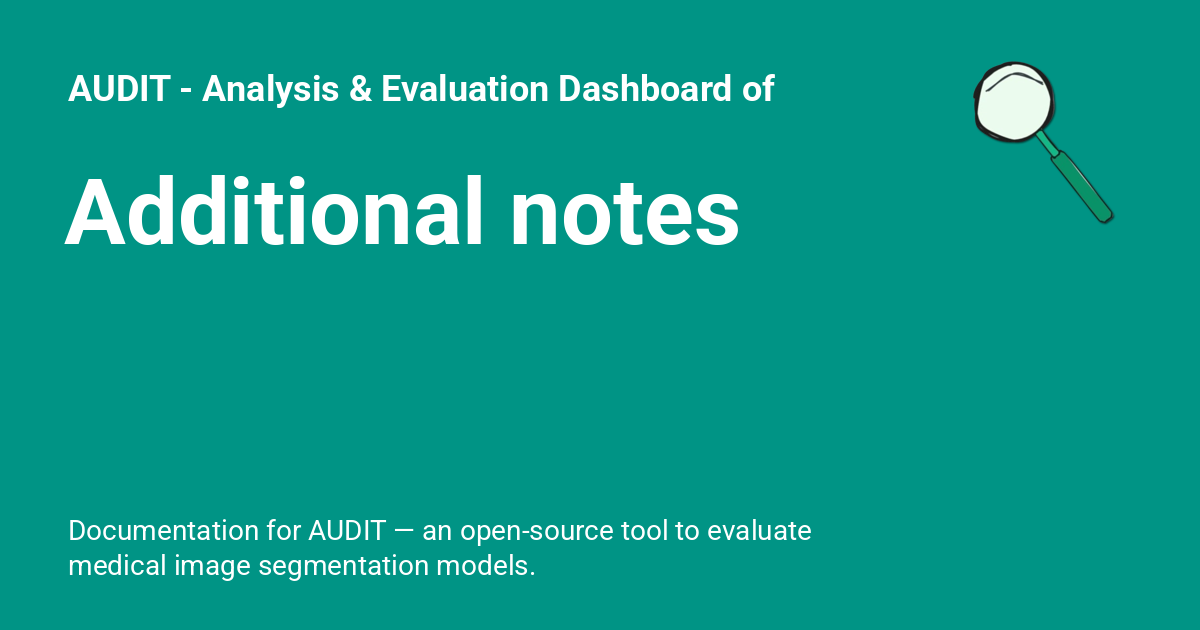 AUDIT - Analysis & Evaluation Dashboard of
Additional notes
Documentation for AUDIT — an open-source tool to evaluate
medical image segmentation models.